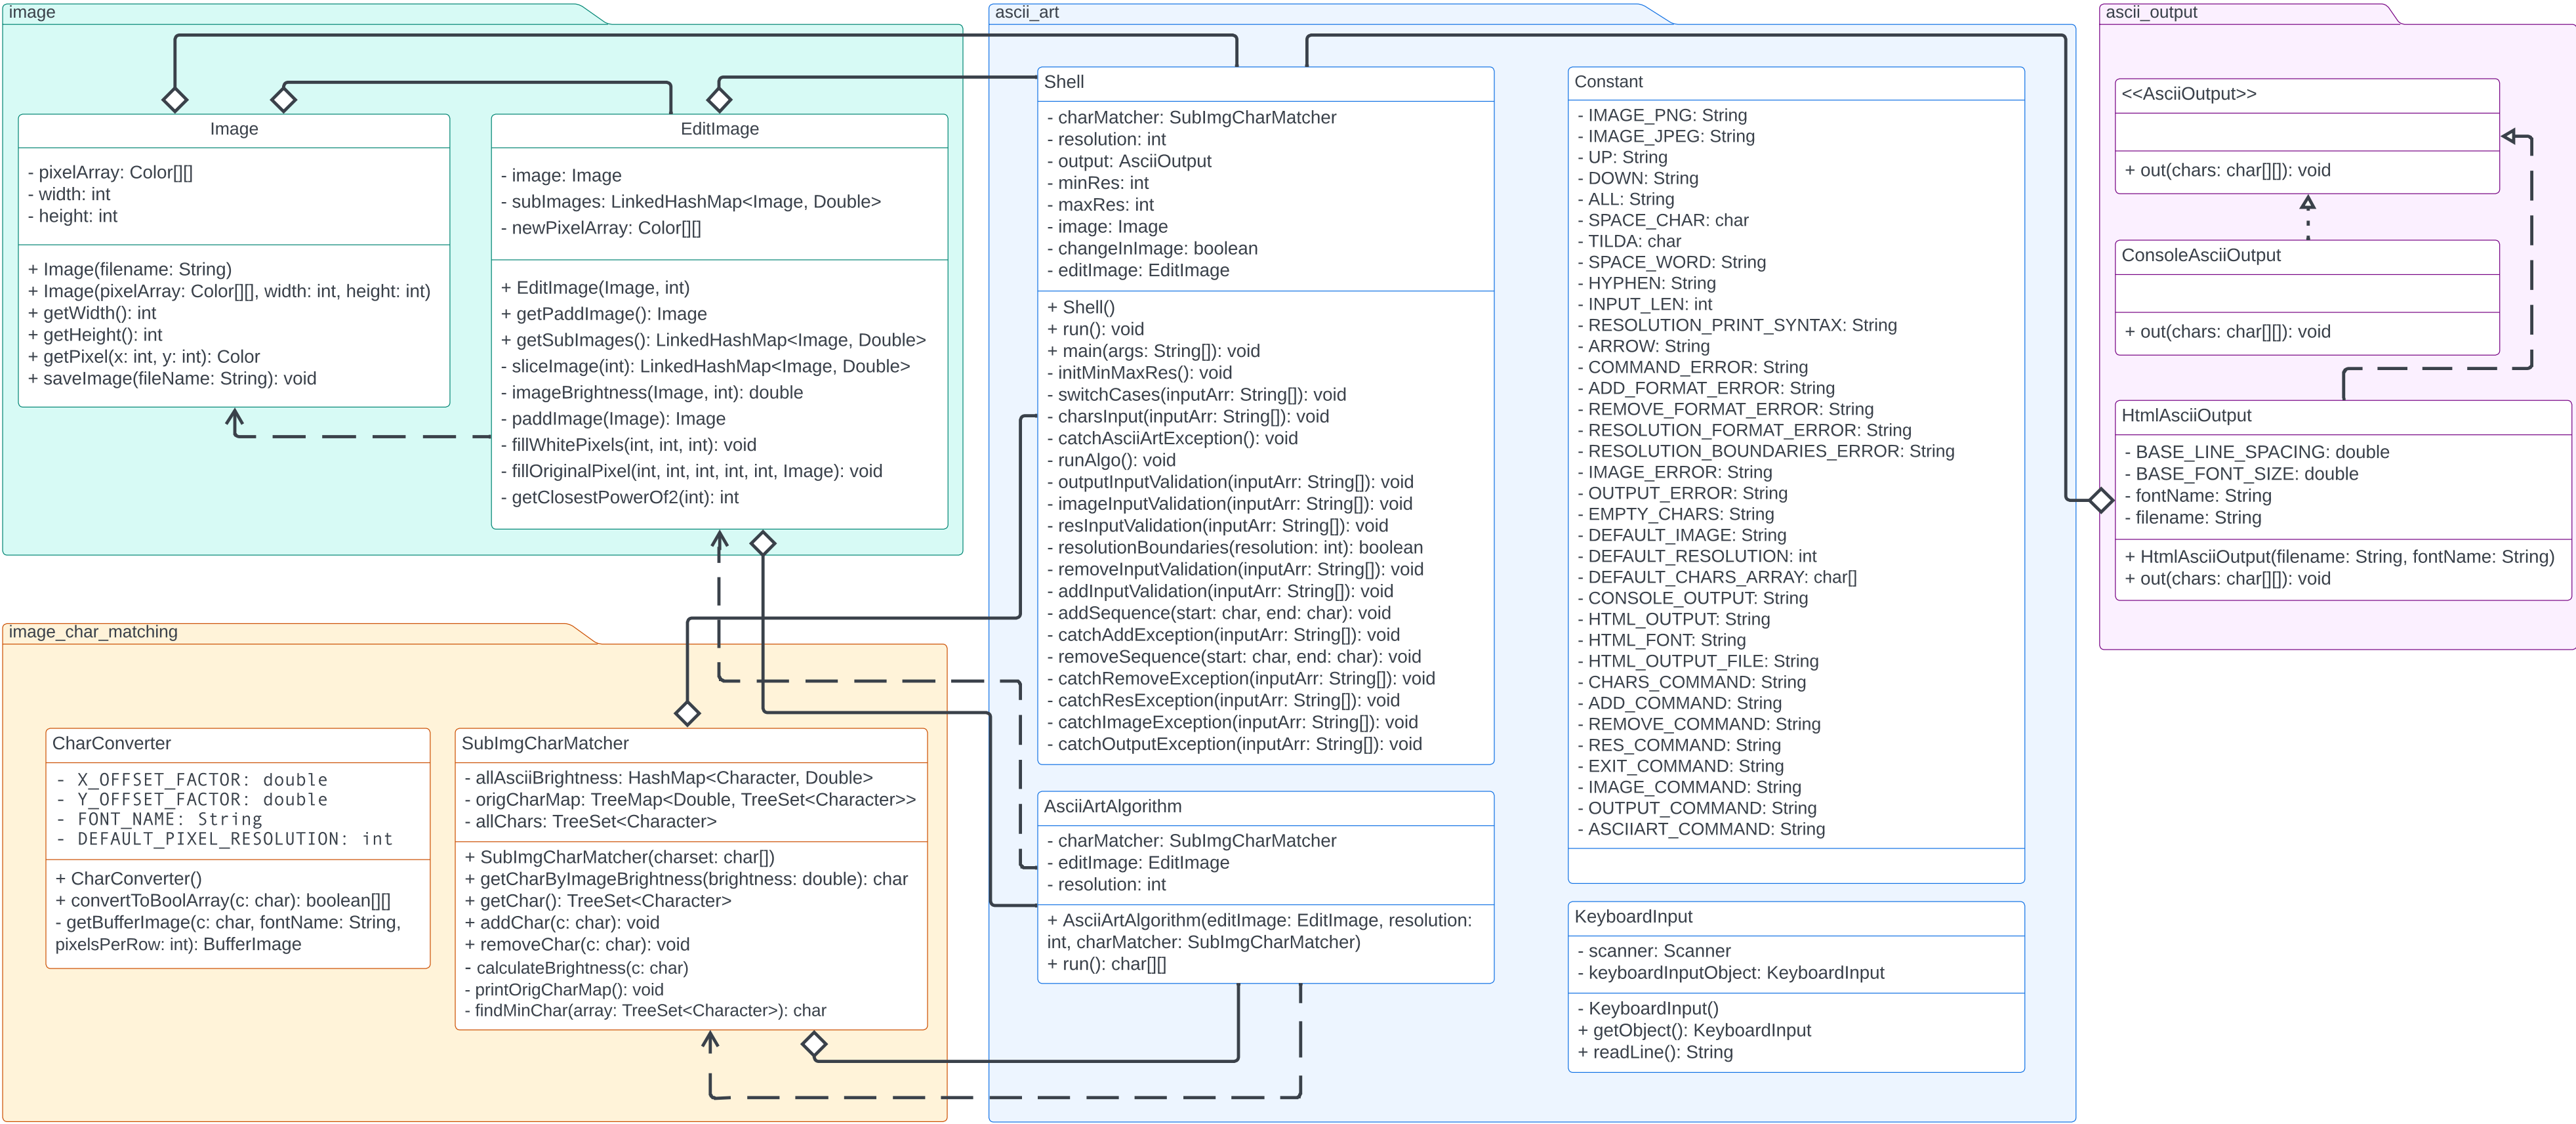 image
Image
- pixelArray: Color[][]
- width: int
- height: int
+ Image(filename: String)
+ Image(pixelArray: Color[][], width: int, height: int)
+ getWidth(): int
+ getHeight(): int
+ getPixel(x: int, y: int): Color
+ saveImage(fileName: String): void
EditImage
- image: Image
- subImages: LinkedHashMap<Image, Double>
- newPixelArray: Color[][]
+ EditImage(Image, int)
+ getPaddImage(): Image
+ getSubImages(): LinkedHashMap<Image, Double>
- sliceImage(int): LinkedHashMap<Image, Double>
- imageBrightness(Image, int): double
- paddImage(Image): Image
- fillWhitePixels(int, int, int): void
- fillOriginalPixel(int, int, int, int, int, Image): void
- getClosestPowerOf2(int): int
image_char_matching
CharConverter
- X_OFFSET_FACTOR: double
- Y_OFFSET_FACTOR: double
- FONT_NAME: String
- DEFAULT_PIXEL_RESOLUTION: int
+ CharConverter()
+ convertToBoolArray(c: char): boolean[][]
- getBufferImage(c: char, fontName: String,
pixelsPerRow: int): BufferImage
SubImgCharMatcher
- allAsciiBrightness: HashMap<Character, Double>
- origCharMap: TreeMap<Double, TreeSet<Character>>
- allChars: TreeSet<Character>
+ SubImgCharMatcher(charset: char[])
+ getCharByImageBrightness(brightness: double): char
+ getChar(): TreeSet<Character>
+ addChar(c: char): void
+ removeChar(c: char): void
- calculateBrightness(c: char)
- printOrigCharMap(): void
- findMinChar(array: TreeSet<Character>): char
ascii_art
Shell
- charMatcher: SubImgCharMatcher
- resolution: int
- output: AsciiOutput
- minRes: int
- maxRes: int
- image: Image
- changeInImage: boolean
- editImage: EditImage
+ Shell()
+ run(): void
+ main(args: String[]): void
- initMinMaxRes(): void
- switchCases(inputArr: String[]): void
- charsInput(inputArr: String[]): void
- catchAsciiArtException(): void
- runAlgo(): void
- outputInputValidation(inputArr: String[]): void
- imageInputValidation(inputArr: String[]): void
- resInputValidation(inputArr: String[]): void
- resolutionBoundaries(resolution: int): boolean
- removeInputValidation(inputArr: String[]): void
- addInputValidation(inputArr: String[]): void
- addSequence(start: char, end: char): void
- catchAddException(inputArr: String[]): void
- removeSequence(start: char, end: char): void
- catchRemoveException(inputArr: String[]): void
- catchResException(inputArr: String[]): void
- catchImageException(inputArr: String[]): void
- catchOutputException(inputArr: String[]): void
AsciiArtAlgorithm
- charMatcher: SubImgCharMatcher
- editImage: EditImage
- resolution: int
+ AsciiArtAlgorithm(editImage: EditImage, resolution:
int, charMatcher: SubImgCharMatcher)
+ run(): char[][]
Constant
- IMAGE_PNG: String
- IMAGE_JPEG: String
- UP: String
- DOWN: String
- ALL: String
- SPACE_CHAR: char
- TILDA: char
- SPACE_WORD: String
- HYPHEN: String
- INPUT_LEN: int
- RESOLUTION_PRINT_SYNTAX: String
- ARROW: String
- COMMAND_ERROR: String
- ADD_FORMAT_ERROR: String
- REMOVE_FORMAT_ERROR: String
- RESOLUTION_FORMAT_ERROR: String
- RESOLUTION_BOUNDARIES_ERROR: String
- IMAGE_ERROR: String
- OUTPUT_ERROR: String
- EMPTY_CHARS: String
- DEFAULT_IMAGE: String
- DEFAULT_RESOLUTION: int
- DEFAULT_CHARS_ARRAY: char[]
- CONSOLE_OUTPUT: String
- HTML_OUTPUT: String
- HTML_FONT: String
- HTML_OUTPUT_FILE: String
- CHARS_COMMAND: String
- ADD_COMMAND: String
- REMOVE_COMMAND: String
- RES_COMMAND: String
- EXIT_COMMAND: String
- IMAGE_COMMAND: String
- OUTPUT_COMMAND: String
- ASCIIART_COMMAND: String
KeyboardInput
- scanner: Scanner
- keyboardInputObject: KeyboardInput
- KeyboardInput()
+ getObject(): KeyboardInput
+ readLine(): String
ascii_output
<<AsciiOutput>>
+ out(chars: char[][]): void
ConsoleAsciiOutput
+ out(chars: char[][]): void
HtmlAsciiOutput
- BASE_LINE_SPACING: double
- BASE_FONT_SIZE: double
- fontName: String
- filename: String
+ HtmlAsciiOutput(filename: String, fontName: String)
+ out(chars: char[][]): void